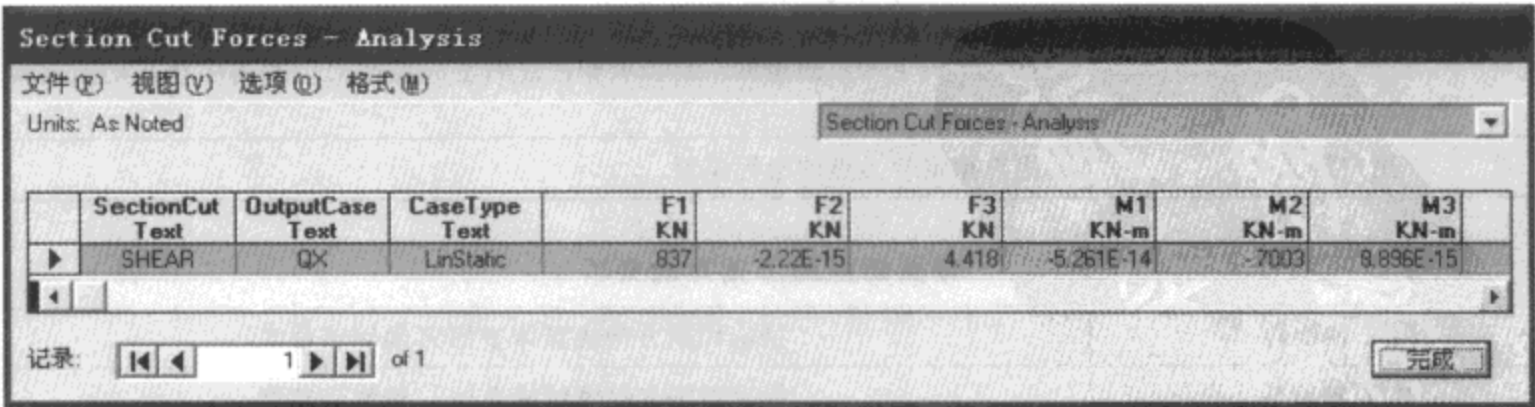 Section Cut Forces - Analysis
文件(F) 视图(V) 选项(O) 格式(M)
Units: As Noted Section Cut Forces - Analysis
SectionCut OutputCase CaseType F1 F2 F3 M1 M2 M3
Text Text Text KN KN KN KN-m KN-m KN-m
SHEAR QX LinStatic 837 -2.22E-15 4.418 -5.261E-14 -.7003 8.896E-15
记录: 1 of 1
完成